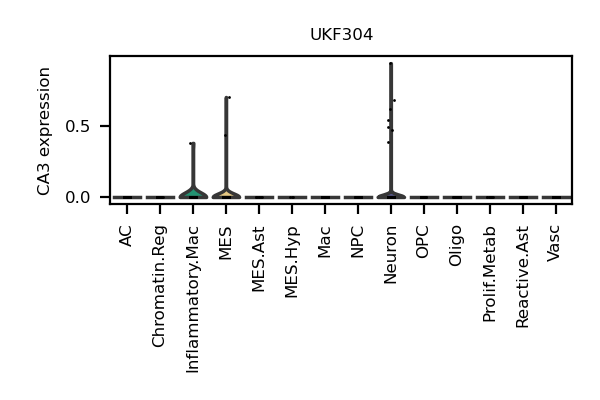 UKF304
CA3 expression
0.5
0.0
AC
Chromatin.Reg
Inflammatory.Mac
MES
MES.Ast
MES.Hyp
Mac
NPC
Neuron
OPC
Oligo
Prolif.Metab
Reactive.Ast
Vasc